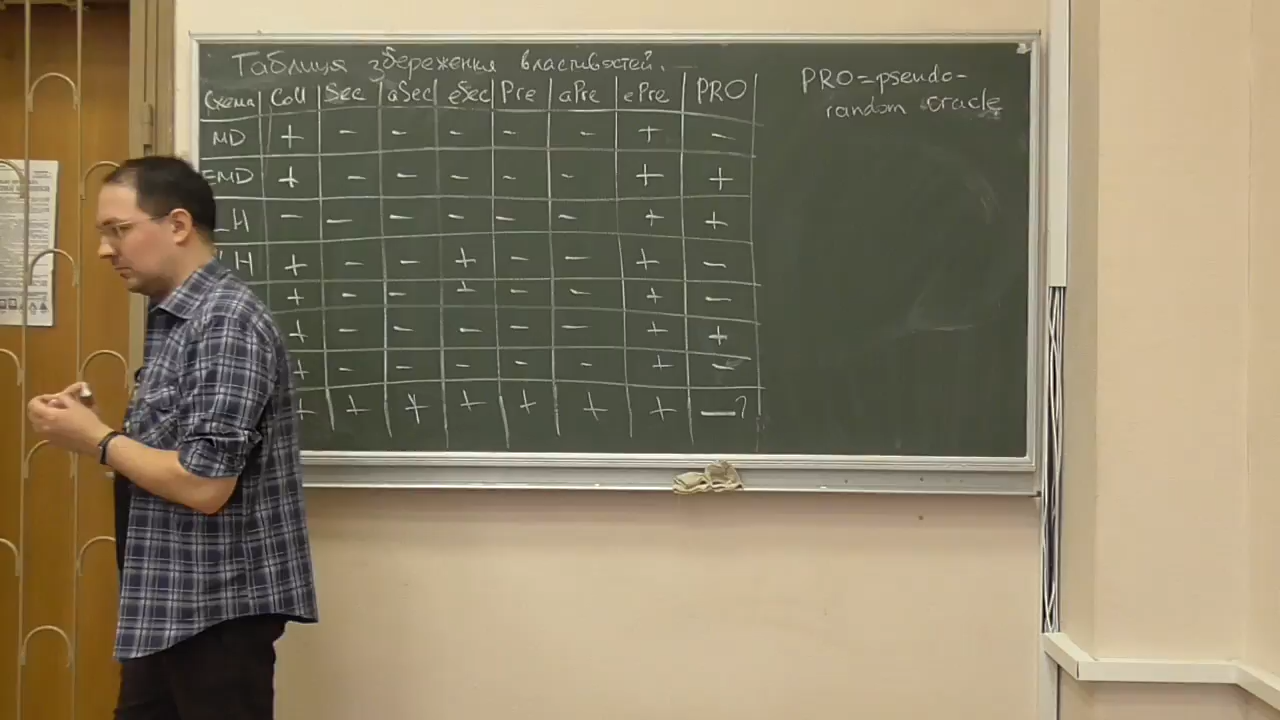 Таблиця збереження властивостей.
Схема Coll Sec aSec eSec Pre aPre ePre PRO
MD + - - - - - + -
EMD + - - - - - + +
H - - - - - - + +
H + - - + - - + -
+ - - + - - + -
+ - - - - - + +
+ - - - - - + -
+ + + + + + + -?
PRO = pseudo-
random oracle